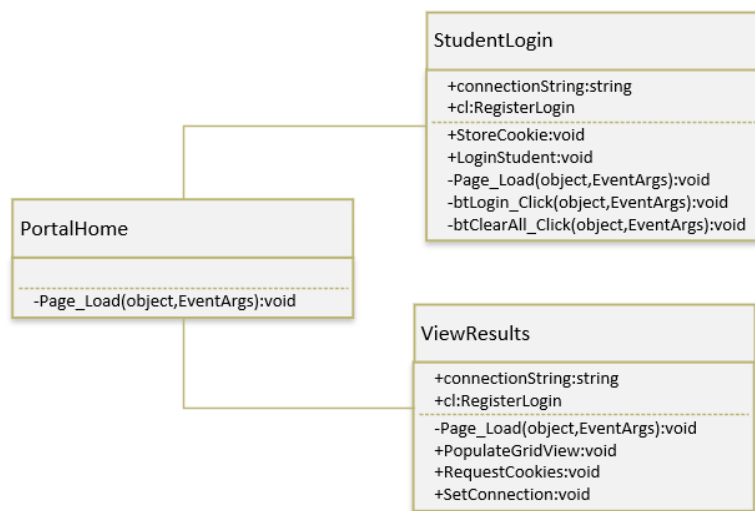 StudentLogin
+connectionString:string
+cl:RegisterLogin
+StoreCookie:void
+LoginStudent:void
-Page_Load(object,EventArgs):void
-btLogin_Click(object,EventArgs):void
-btClearAll_Click(object,EventArgs):void
PortalHome
-Page_Load(object,EventArgs):void
ViewResults
+connectionString:string
+cl:RegisterLogin
-Page_Load(object,EventArgs):void
+PopulateGridView:void
+RequestCookies:void
+SetConnection:void